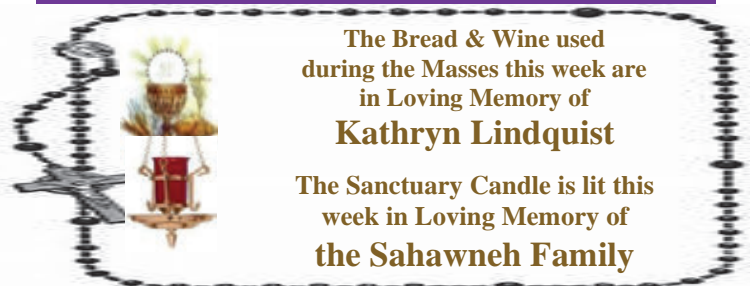 The Bread & Wine used
during the Masses this week are
in Loving Memory of
Kathryn Lindquist
The Sanctuary Candle is lit this
week in Loving Memory of
the Sahawneh Family